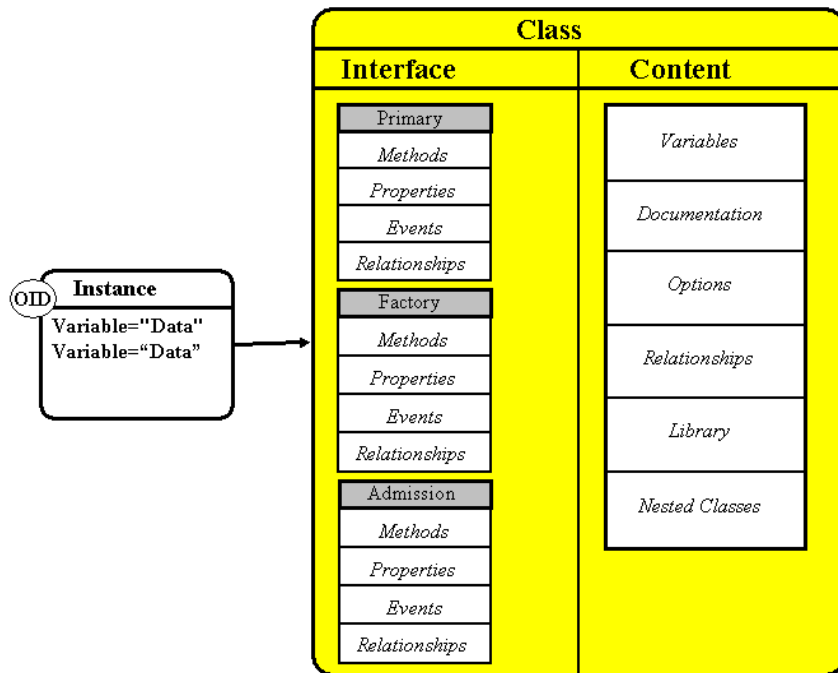 Class
Interface
Content
Primary
Methods
Properties
Events
Relationships
Factory
Methods
Properties
Events
Relationships
Admission
Methods
Properties
Events
Relationships
Variables
Documentation
Options
Relationships
Library
Nested Classes
OID
Instance
Variable="Data"
Variable=“Data”